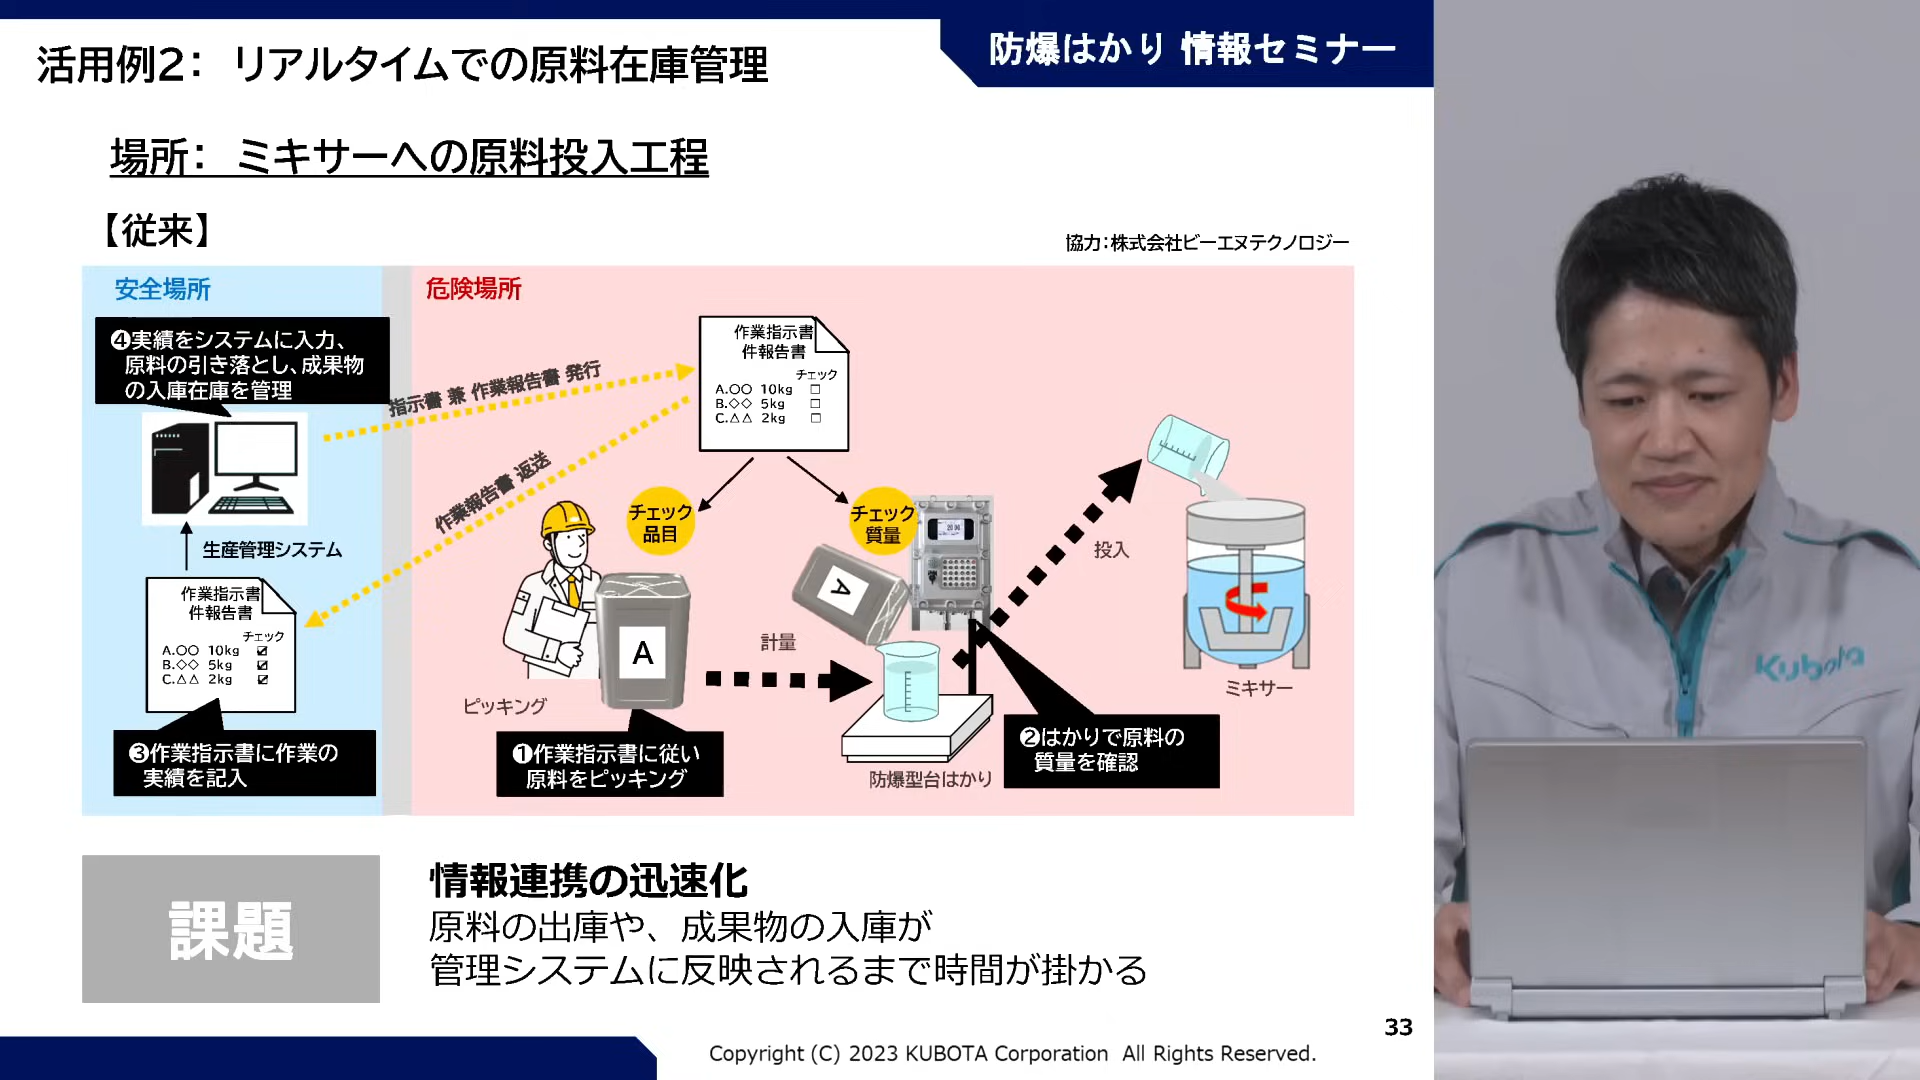 活用例2： リアルタイムでの原料在庫管理
防爆はかり 情報セミナー
場所： ミキサーへの原料投入工程
【従来】
協力：株式会社ビーエヌテクノロジー
安全場所
危険場所
❹実績をシステムに入力、
原料の引き落とし、成果物
の入庫在庫を管理
指示書 兼 作業報告書 発行
作業報告書 返送
作業指示書
件報告書
チェック
A.〇〇 10kg □
B.◇◇ 5kg □
C.△△ 2kg □
チェック
品目
チェック
質量
生産管理システム
作業指示書
件報告書
チェック
A.〇〇 10kg ☑
B.◇◇ 5kg ☑
C.△△ 2kg ☑
❸作業指示書に作業の
実績を記入
A
ピッキング
❶作業指示書に従い
原料をピッキング
計量
A
防爆型台はかり
❷はかりで原料の
質量を確認
投入
ミキサー
Kubota
課題
情報連携の迅速化
原料の出庫や、成果物の入庫が
管理システムに反映されるまで時間が掛かる
33
Copyright (C) 2023 KUBOTA Corporation All Rights Reserved.